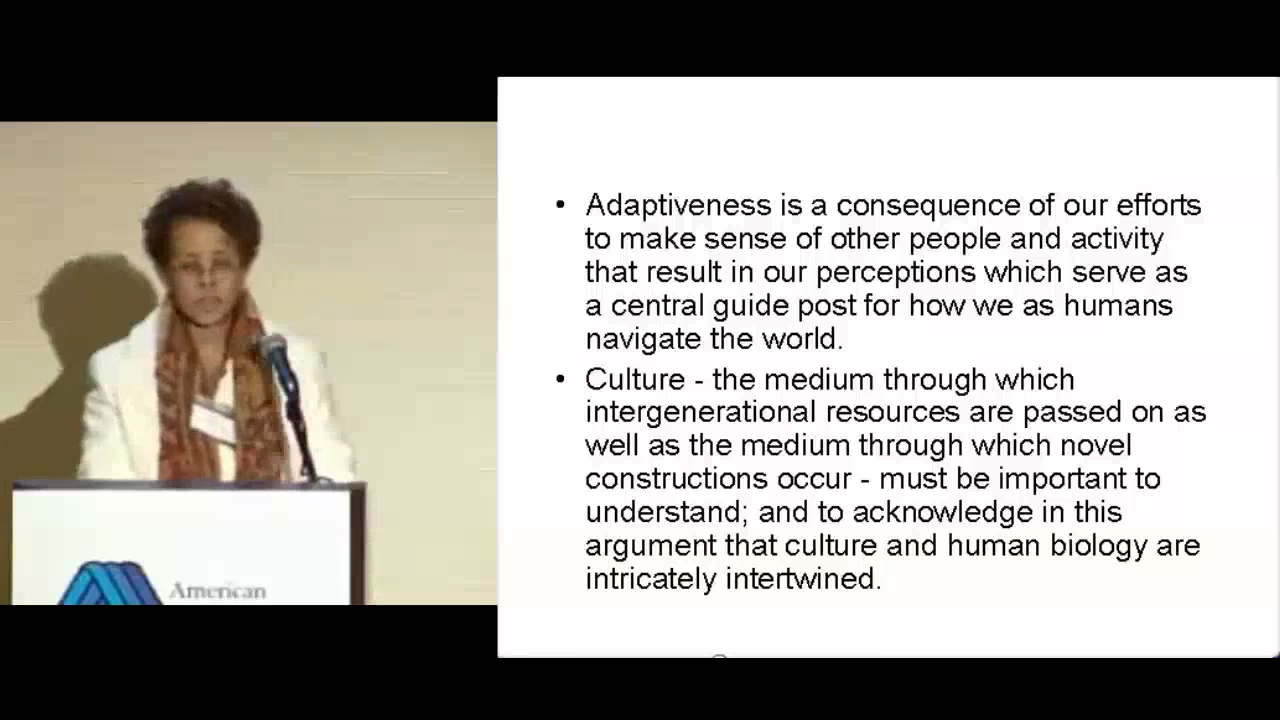 • Adaptiveness is a consequence of our efforts
to make sense of other people and activity
that result in our perceptions which serve as
a central guide post for how we as humans
navigate the world.
• Culture - the medium through which
intergenerational resources are passed on as
well as the medium through which novel
constructions occur - must be important to
understand; and to acknowledge in this
argument that culture and human biology are
intricately intertwined.
American